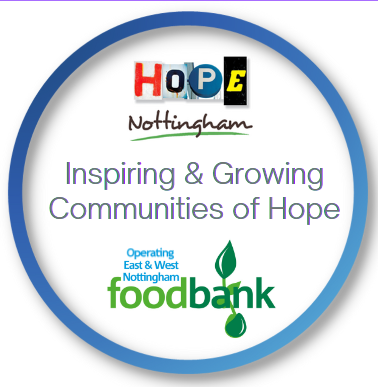 HOPE
Nottingham
Inspiring & Growing
Communities of Hope
Operating
East & West
Nottingham
foodbank